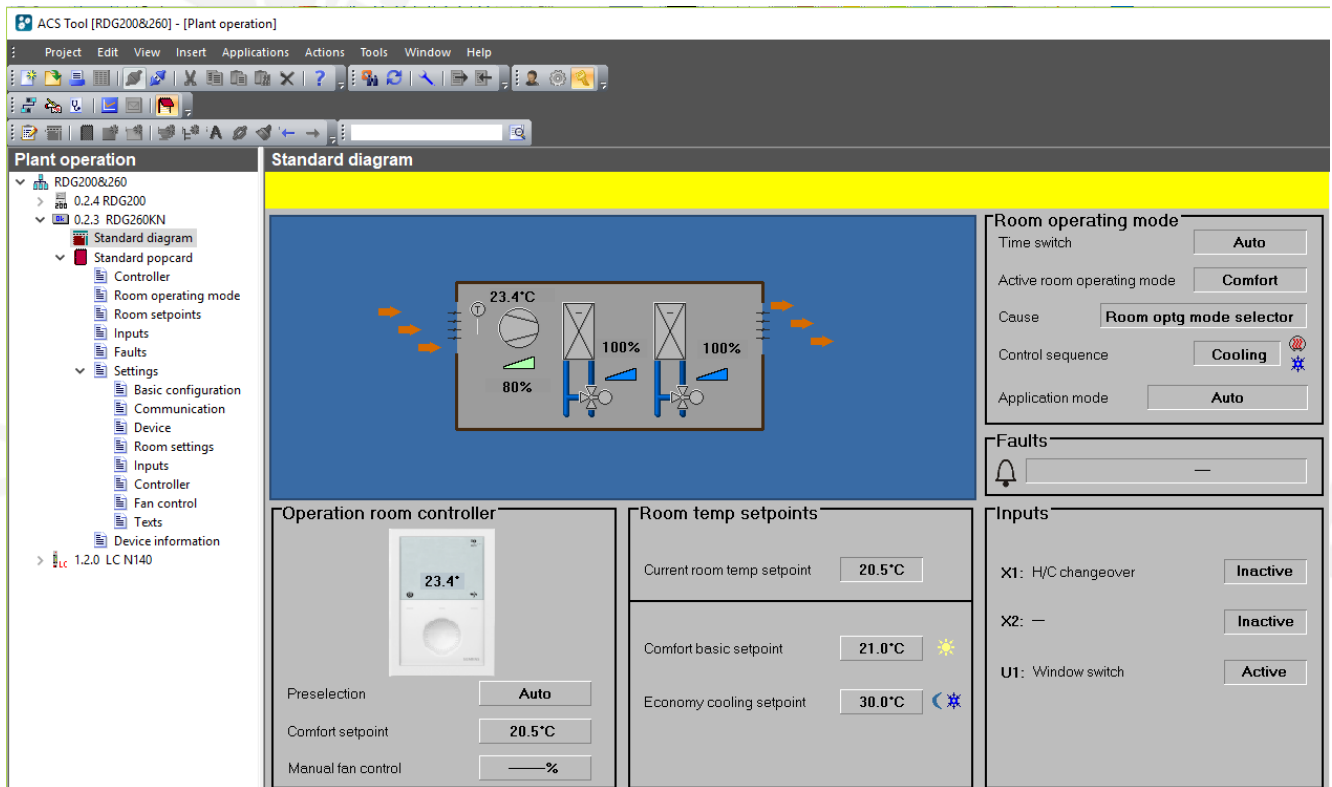 ACS Tool [RDG200&260] - [Plant operation]
Project Edit View Insert Applications Actions Tools Window Help
Plant operation
RDG200&260
0.2.4 RDG200
0.2.3 RDG260KN
Standard diagram
Standard popcard
Controller
Room operating mode
Room setpoints
Inputs
Faults
Settings
Basic configuration
Communication
Device
Room settings
Inputs
Controller
Fan control
Texts
Device information
LC 1.2.0 LC N140
Standard diagram
23.4°C
T
100%
100%
80%
Room operating mode
Time switch Auto
Active room operating mode Comfort
Cause Room optg mode selector
Control sequence Cooling
Application mode Auto
Faults
—
Operation room controller
23.4°
Preselection Auto
Comfort setpoint 20.5°C
Manual fan control ——%
Room temp setpoints
Current room temp setpoint 20.5°C
Comfort basic setpoint 21.0°C
Economy cooling setpoint 30.0°C
Inputs
X1: H/C changeover Inactive
X2: — Inactive
U1: Window switch Active